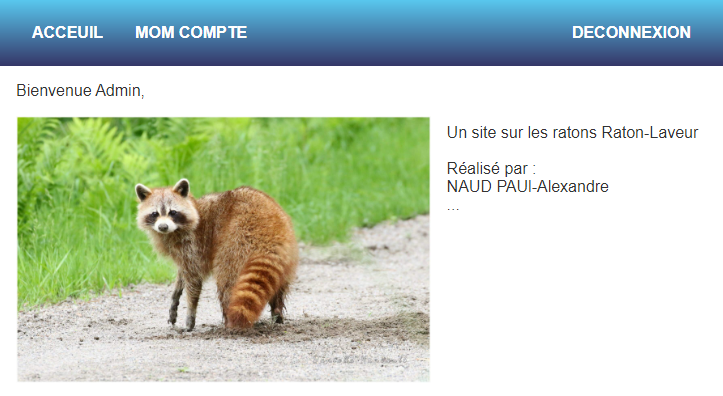 ACCEUIL MOM COMPTE DECONNEXION
Bienvenue Admin,
Un site sur les ratons Raton-Laveur
Réalisé par :
NAUD PAUl-Alexandre
...